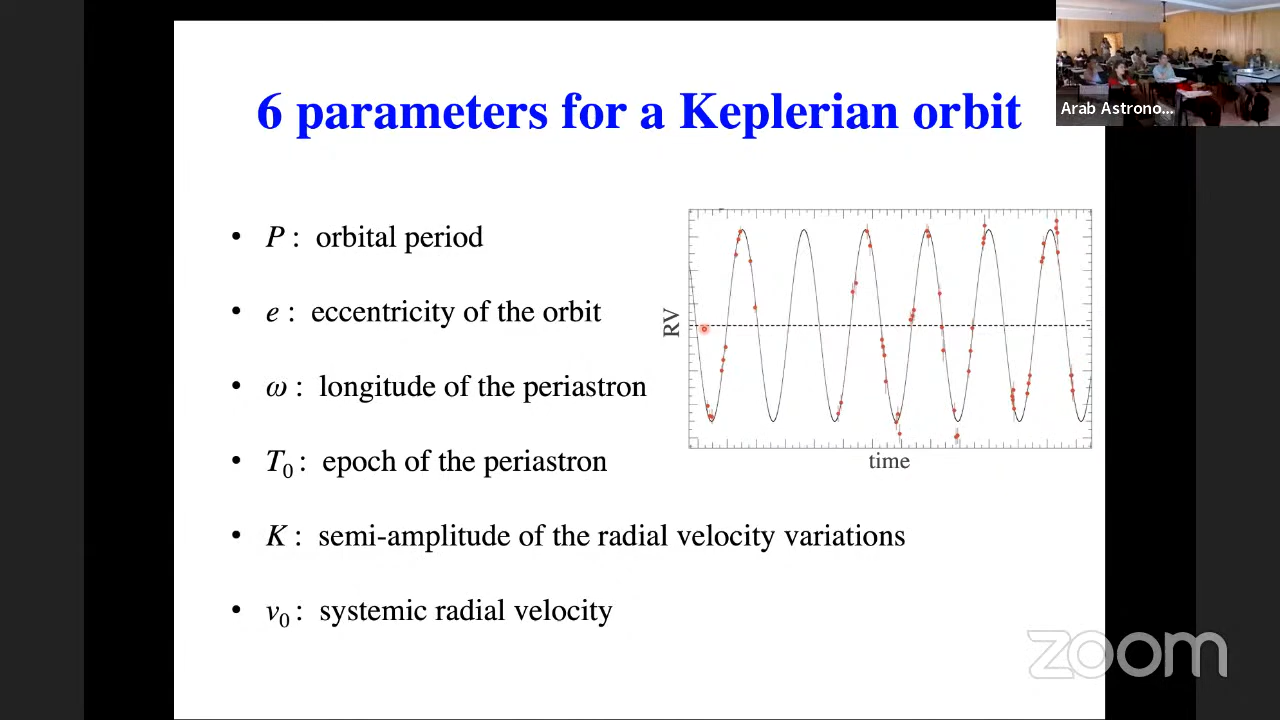 6 parameters for a Keplerian orbit
Arab Astrono...
• P : orbital period
• e : eccentricity of the orbit
• ω : longitude of the periastron
• T0 : epoch of the periastron
• K : semi-amplitude of the radial velocity variations
• v0 : systemic radial velocity
RV
time
zoom